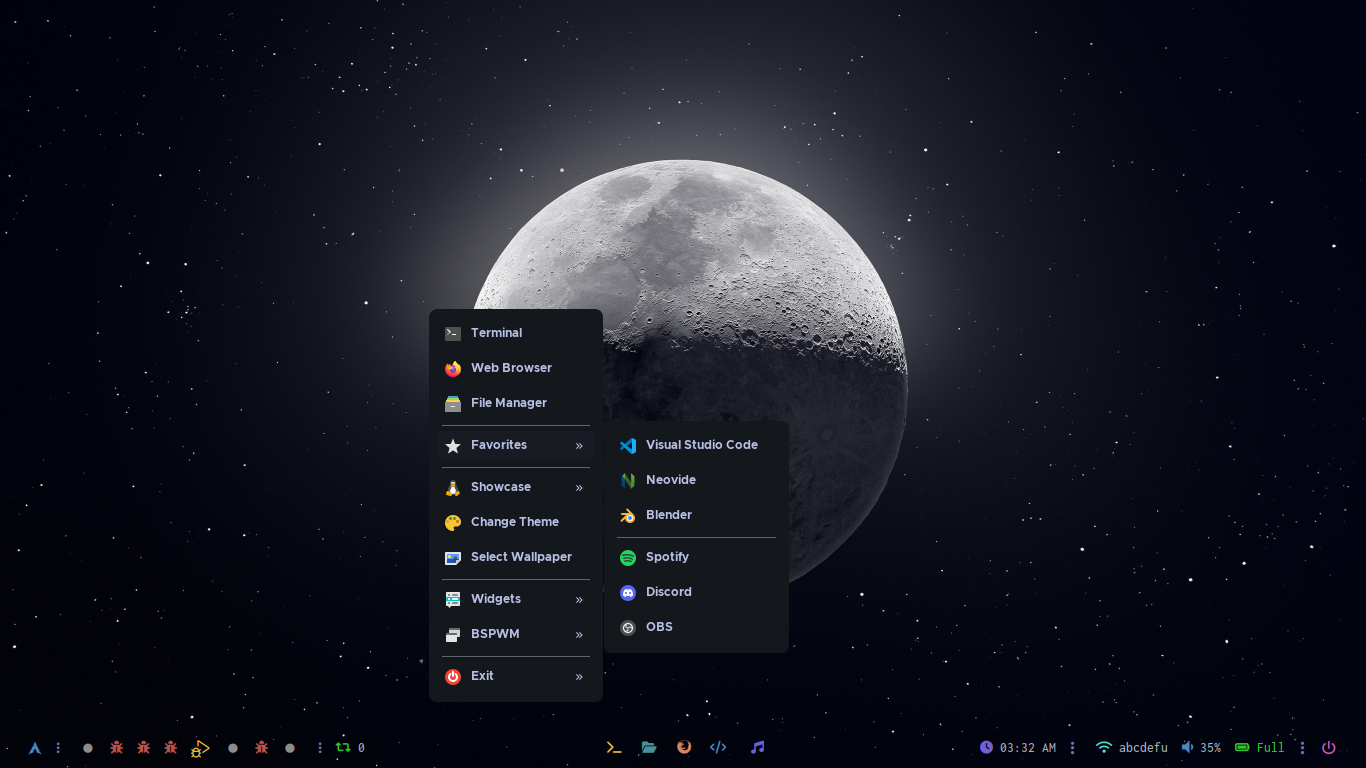 Terminal
Web Browser
File Manager
Favorites »
Showcase »
Change Theme
Select Wallpaper
Widgets »
BSPWM »
Exit »
Visual Studio Code
Neovide
Blender
Spotify
Discord
OBS
0
03:32 AM
abcdefu
35%
Full